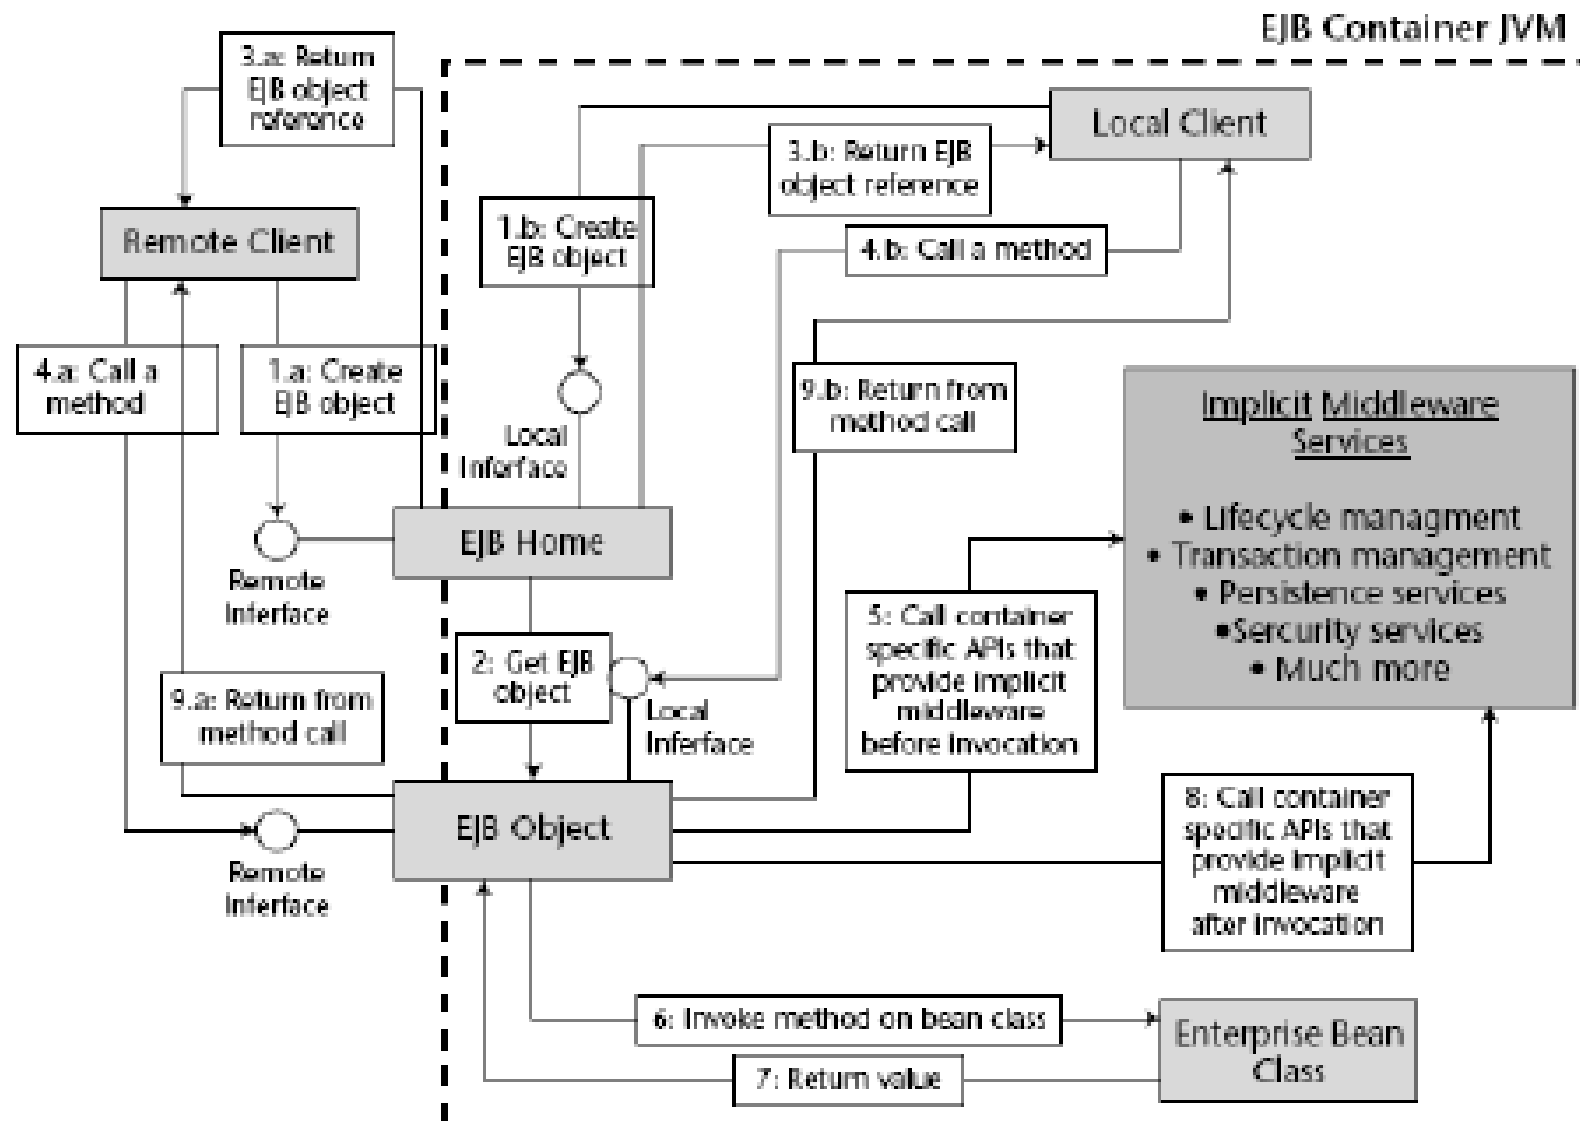 EJB Container JVM
3.a: Return
EJB object
reference
Local Client
3.b: Return EJB
object reference
1.b: Create
EJB object
Remote Client
4.b: Call a method
4.a: Call a
method
1.a: Create
EJB object
9.b: Return from
method call
Implicit Middleware
Services
• Lifecycle managment
• Transaction management
• Persistence services
•Sercurity services
• Much more
Local
Inferface
EJB Home
Remote
Inferface
5: Call container
specific APIs that
provide implicit
middleware
before invocation
2: Get EJB
object
Local
Inferface
9.a: Return from
method call
8: Call container
specific APIs that
provide implicit
middleware
after invocation
EJB Object
Remote
Inferface
6: Invoke method on bean class
Enterprise Bean
Class
7: Return value